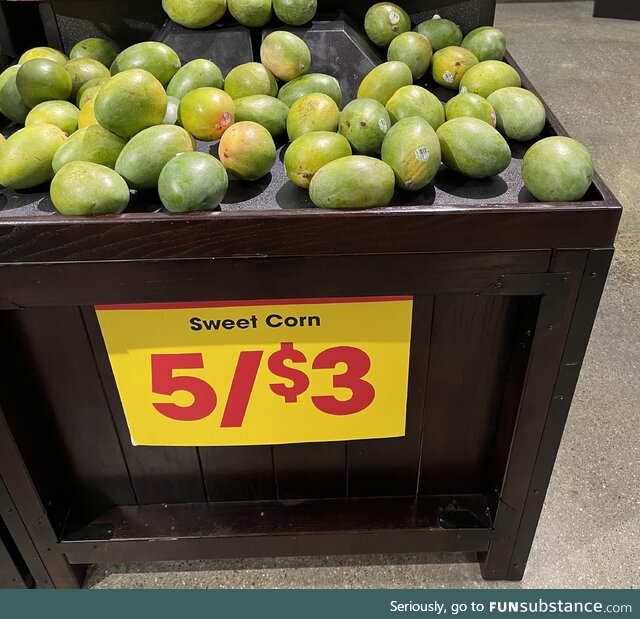 Sweet Corn
5/$3
Seriously, go to FUNsubstance.com